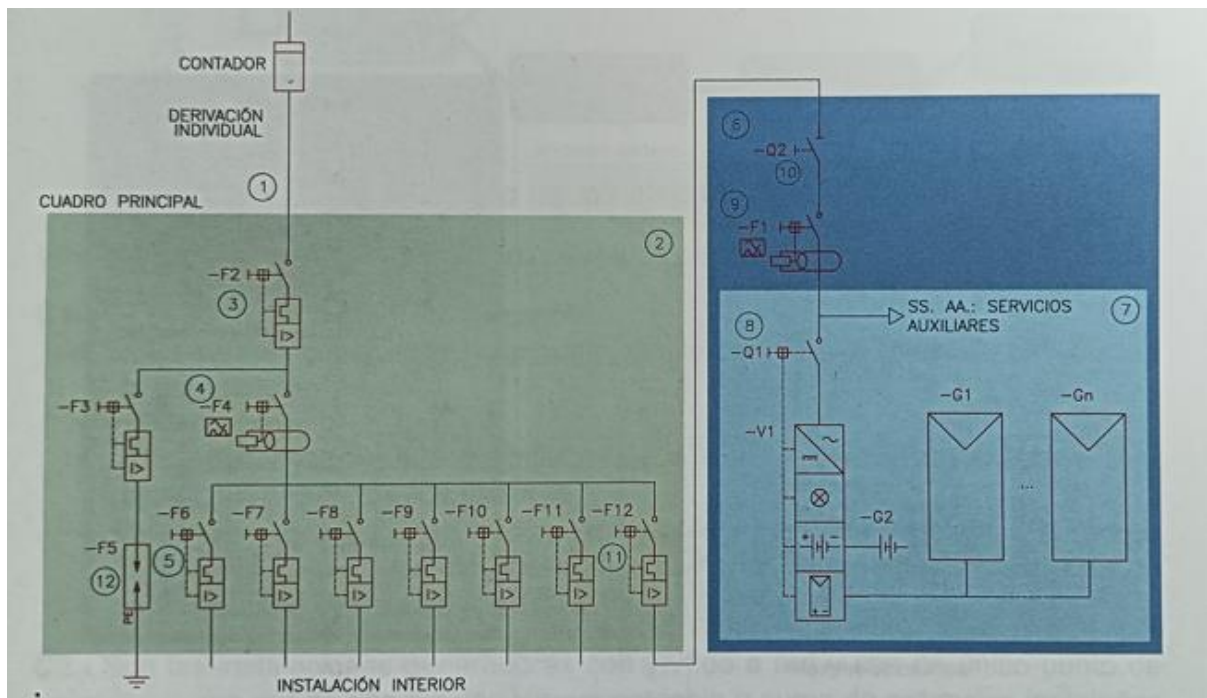 CONTADOR
DERIVACIÓN
INDIVIDUAL
1
CUADRO PRINCIPAL
2
-F2
3
I>
4
-F3
-F4
I>
-F6
-F7
-F8
-F9
-F10
-F11
-F12
-F5
12
5
11
I>
I>
I>
I>
I>
I>
I>
PE
INSTALACIÓN INTERIOR
6
-Q2
10
9
-F1
SS. AA.: SERVICIOS
AUXILIARES
7
8
-Q1
-G1
-Gn
-V1
...
-G2
+ -
+ -